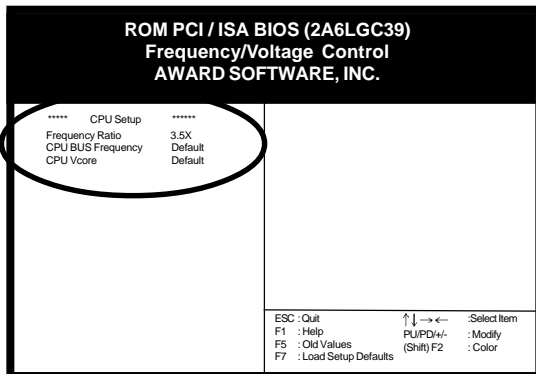 ROM PCI / ISA BIOS (2A6LGC39)
Frequency/Voltage Control
AWARD SOFTWARE, INC.
***** CPU Setup ******
Frequency Ratio 3.5X
CPU BUS Frequency Default
CPU Vcore Default
ESC : Quit ↑↓→← :Select Item
F1 : Help PU/PD/+/- : Modify
F5 : Old Values (Shift) F2 : Color
F7 : Load Setup Defaults